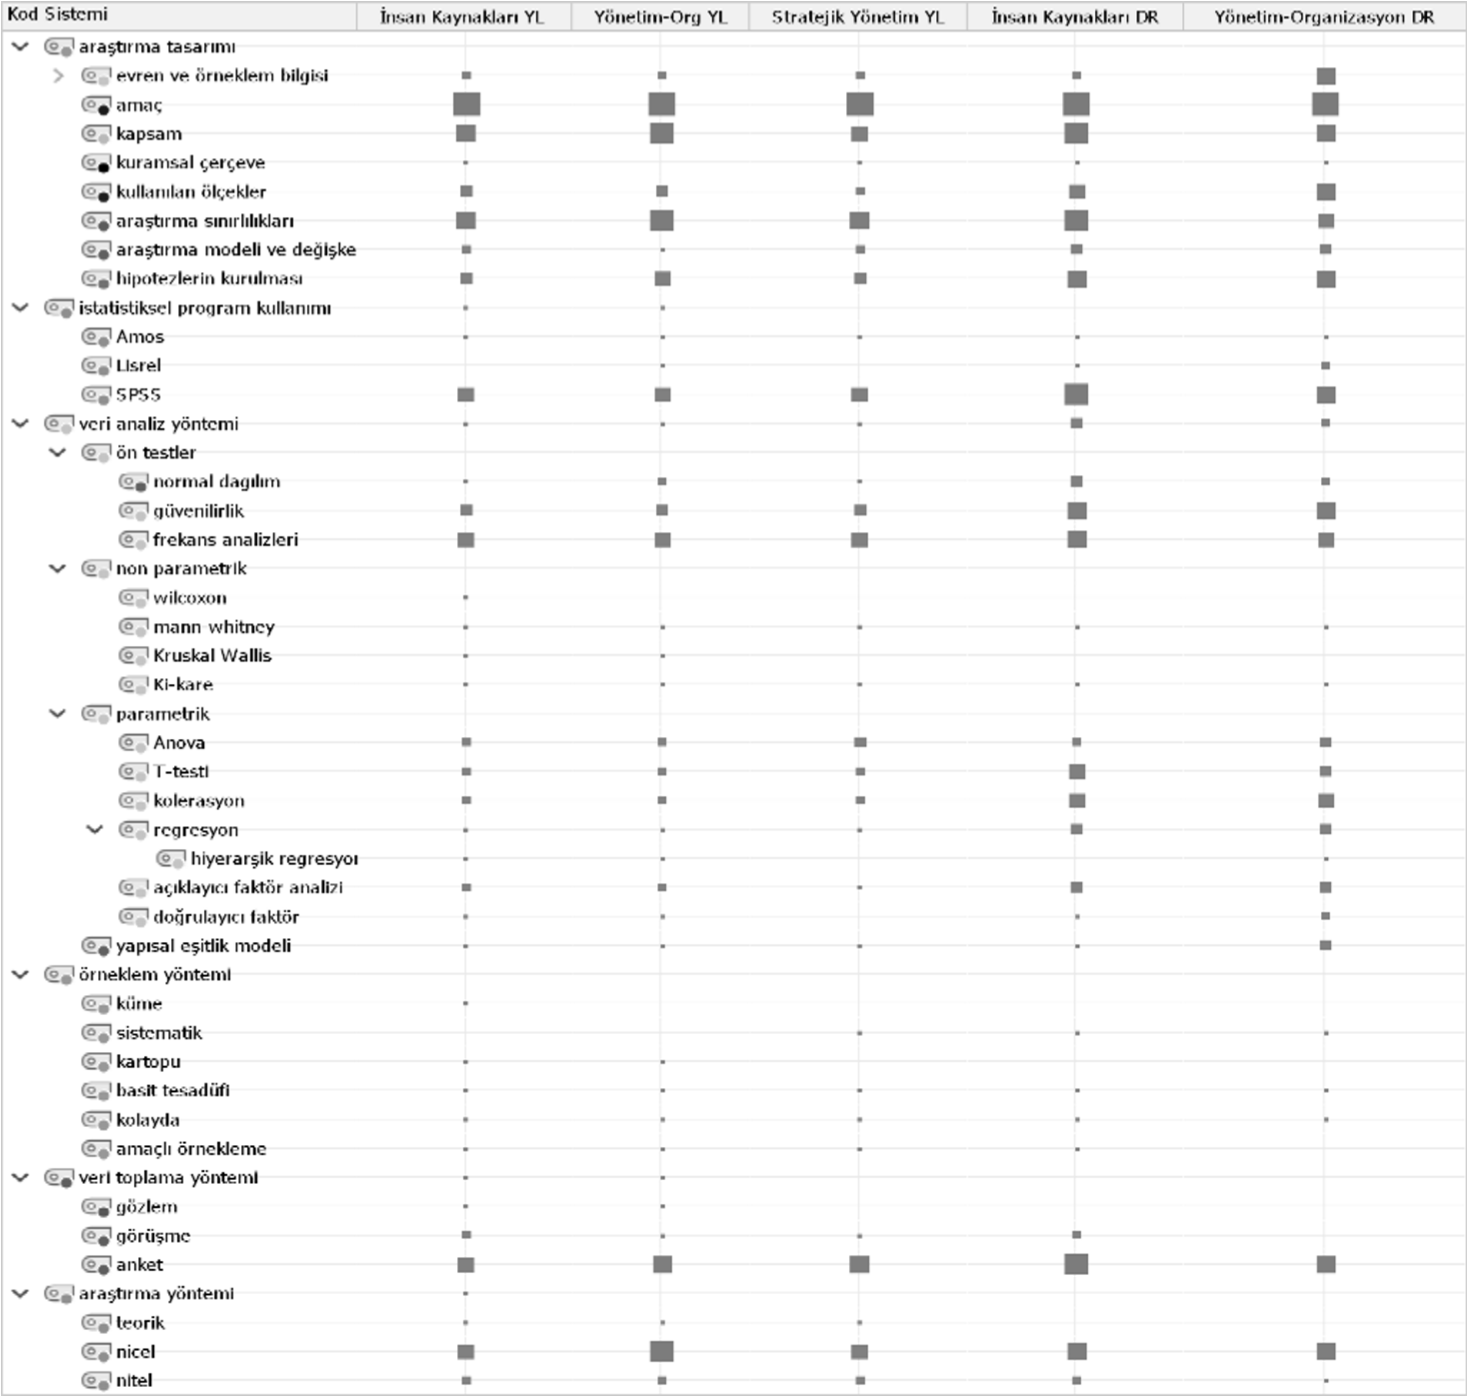 Kod Sistemi İnsan Kaynakları YL Yönetim-Org YL Stratejik Yönetim YL İnsan Kaynakları DR Yönetim-Organizasyon DR
araştırma tasarımı
evren ve örneklem bilgisi
amaç
kapsam
kuramsal çerçeve
kullanılan ölçekler
araştırma sınırlılıkları
araştırma modeli ve değişke
hipotezlerin kurulması
istatistiksel program kullanımı
Amos
Lisrel
SPSS
veri analiz yöntemi
ön testler
normal dagılım
güvenilirlik
frekans analizleri
non parametrik
wilcoxon
mann whitney
Kruskal Wallis
Ki-kare
parametrik
Anova
T-testi
kolerasyon
regresyon
hiyerarşik regresyoı
açıklayıcı faktör analizi
doğrulayıcı faktör
yapısal eşitlik modeli
örneklem yöntemi
küme
sistematik
kartopu
basit tesadüfi
kolayda
amaçlı örnekleme
veri toplama yöntemi
gözlem
görüşme
anket
araştırma yöntemi
teorik
nicel
nitel